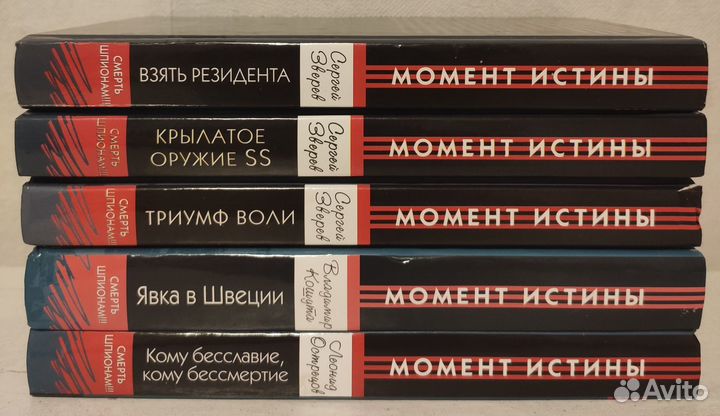 СМЕРТЬ
ШПИОНАМ!!!
ВЗЯТЬ РЕЗИДЕНТА
Сергей
Зверев
МОМЕНТ ИСТИНЫ
СМЕРТЬ
ШПИОНАМ!!!
КРЫЛАТОЕ
ОРУЖИЕ SS
Сергей
Зверев
МОМЕНТ ИСТИНЫ
СМЕРТЬ
ШПИОНАМ!!!
ТРИУМФ ВОЛИ
Сергей
Зверев
МОМЕНТ ИСТИНЫ
СМЕРТЬ
ШПИОНАМ!!!
Явка в Швеции
Владимир
Кошута
МОМЕНТ ИСТИНЫ
СМЕРТЬ
ШПИОНАМ!!!
Кому бесславие,
кому бессмертие
Леонид
Острецов
МОМЕНТ ИСТИНЫ
Avito